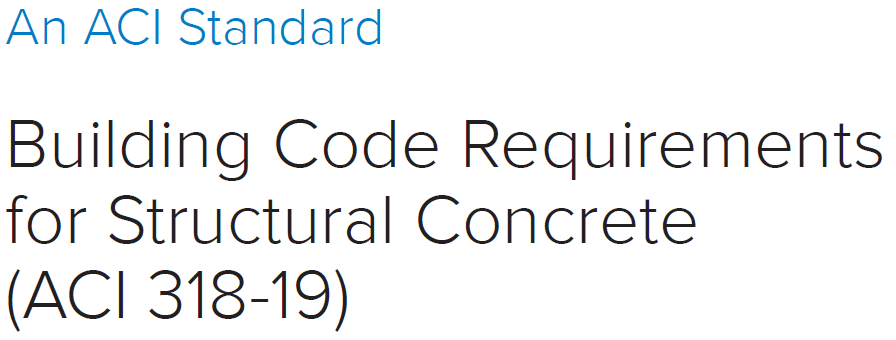 An ACI Standard
Building Code Requirements
for Structural Concrete
(ACI 318-19)